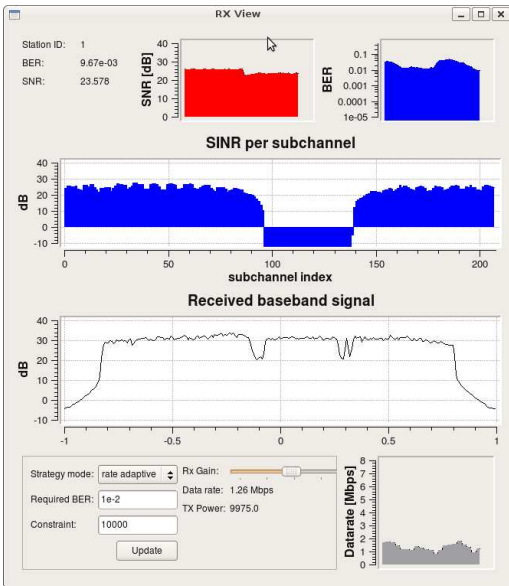 RX View
Station ID: 1
BER: 9.67e-03
SNR: 23.578
SNR [dB]
40
30
20
10
0
BER
0.1
0.01
0.001
0.0001
1e-05
SINR per subchannel
dB
40
30
20
10
0
-10
0 50 100 150 200
subchannel index
Received baseband signal
dB
40
30
20
10
0
-10
-1 -0.5 0 0.5 1
Strategy mode: rate adaptive
Required BER: 1e-2
Constraint: 10000
Update
Rx Gain:
Data rate: 1.26 Mbps
TX Power: 9975.0
Datarate [Mbps]
8
7
6
5
4
3
2
1
0